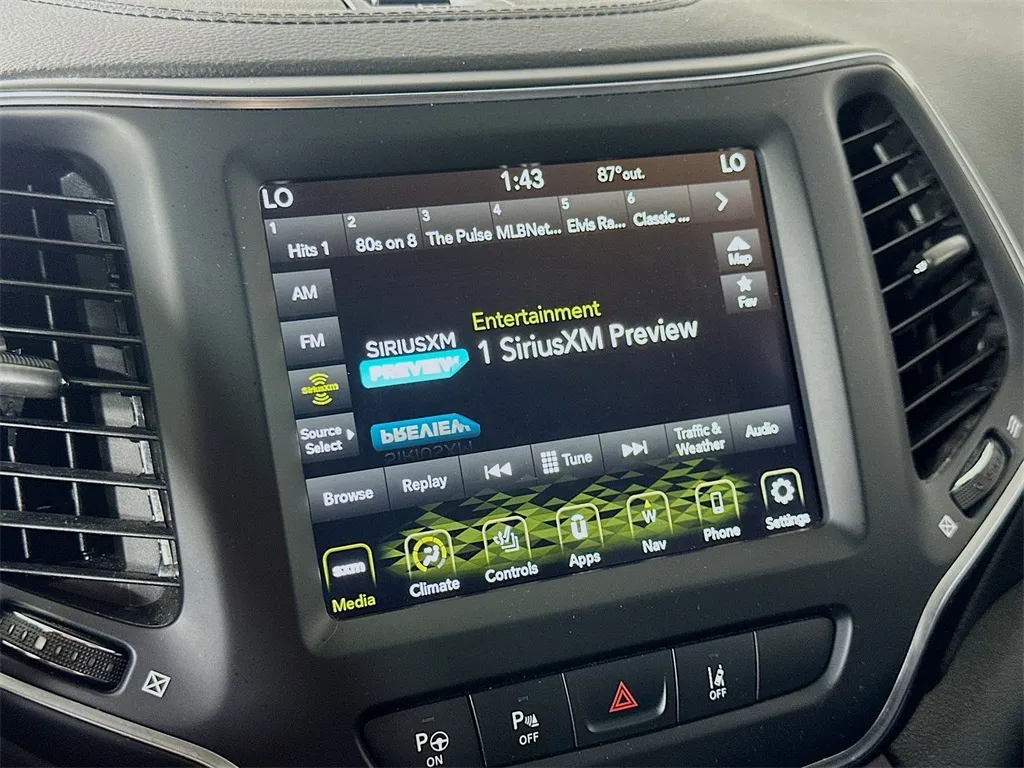 LO 1:43 87°out. LO
1 Hits 1 2 80s on 8 3 The Pulse 4 MLBNet... 5 Elvis Ra... 6 Classic ...
Map
AM
Fav
Entertainment
FM SIRIUSXM 1 SiriusXM Preview
PREVIEW
SiriusXM
Source
Select
Browse Replay Tune Traffic & Weather Audio
W
Media Climate Controls Apps Nav Phone Settings
P ON
P OFF
OFF